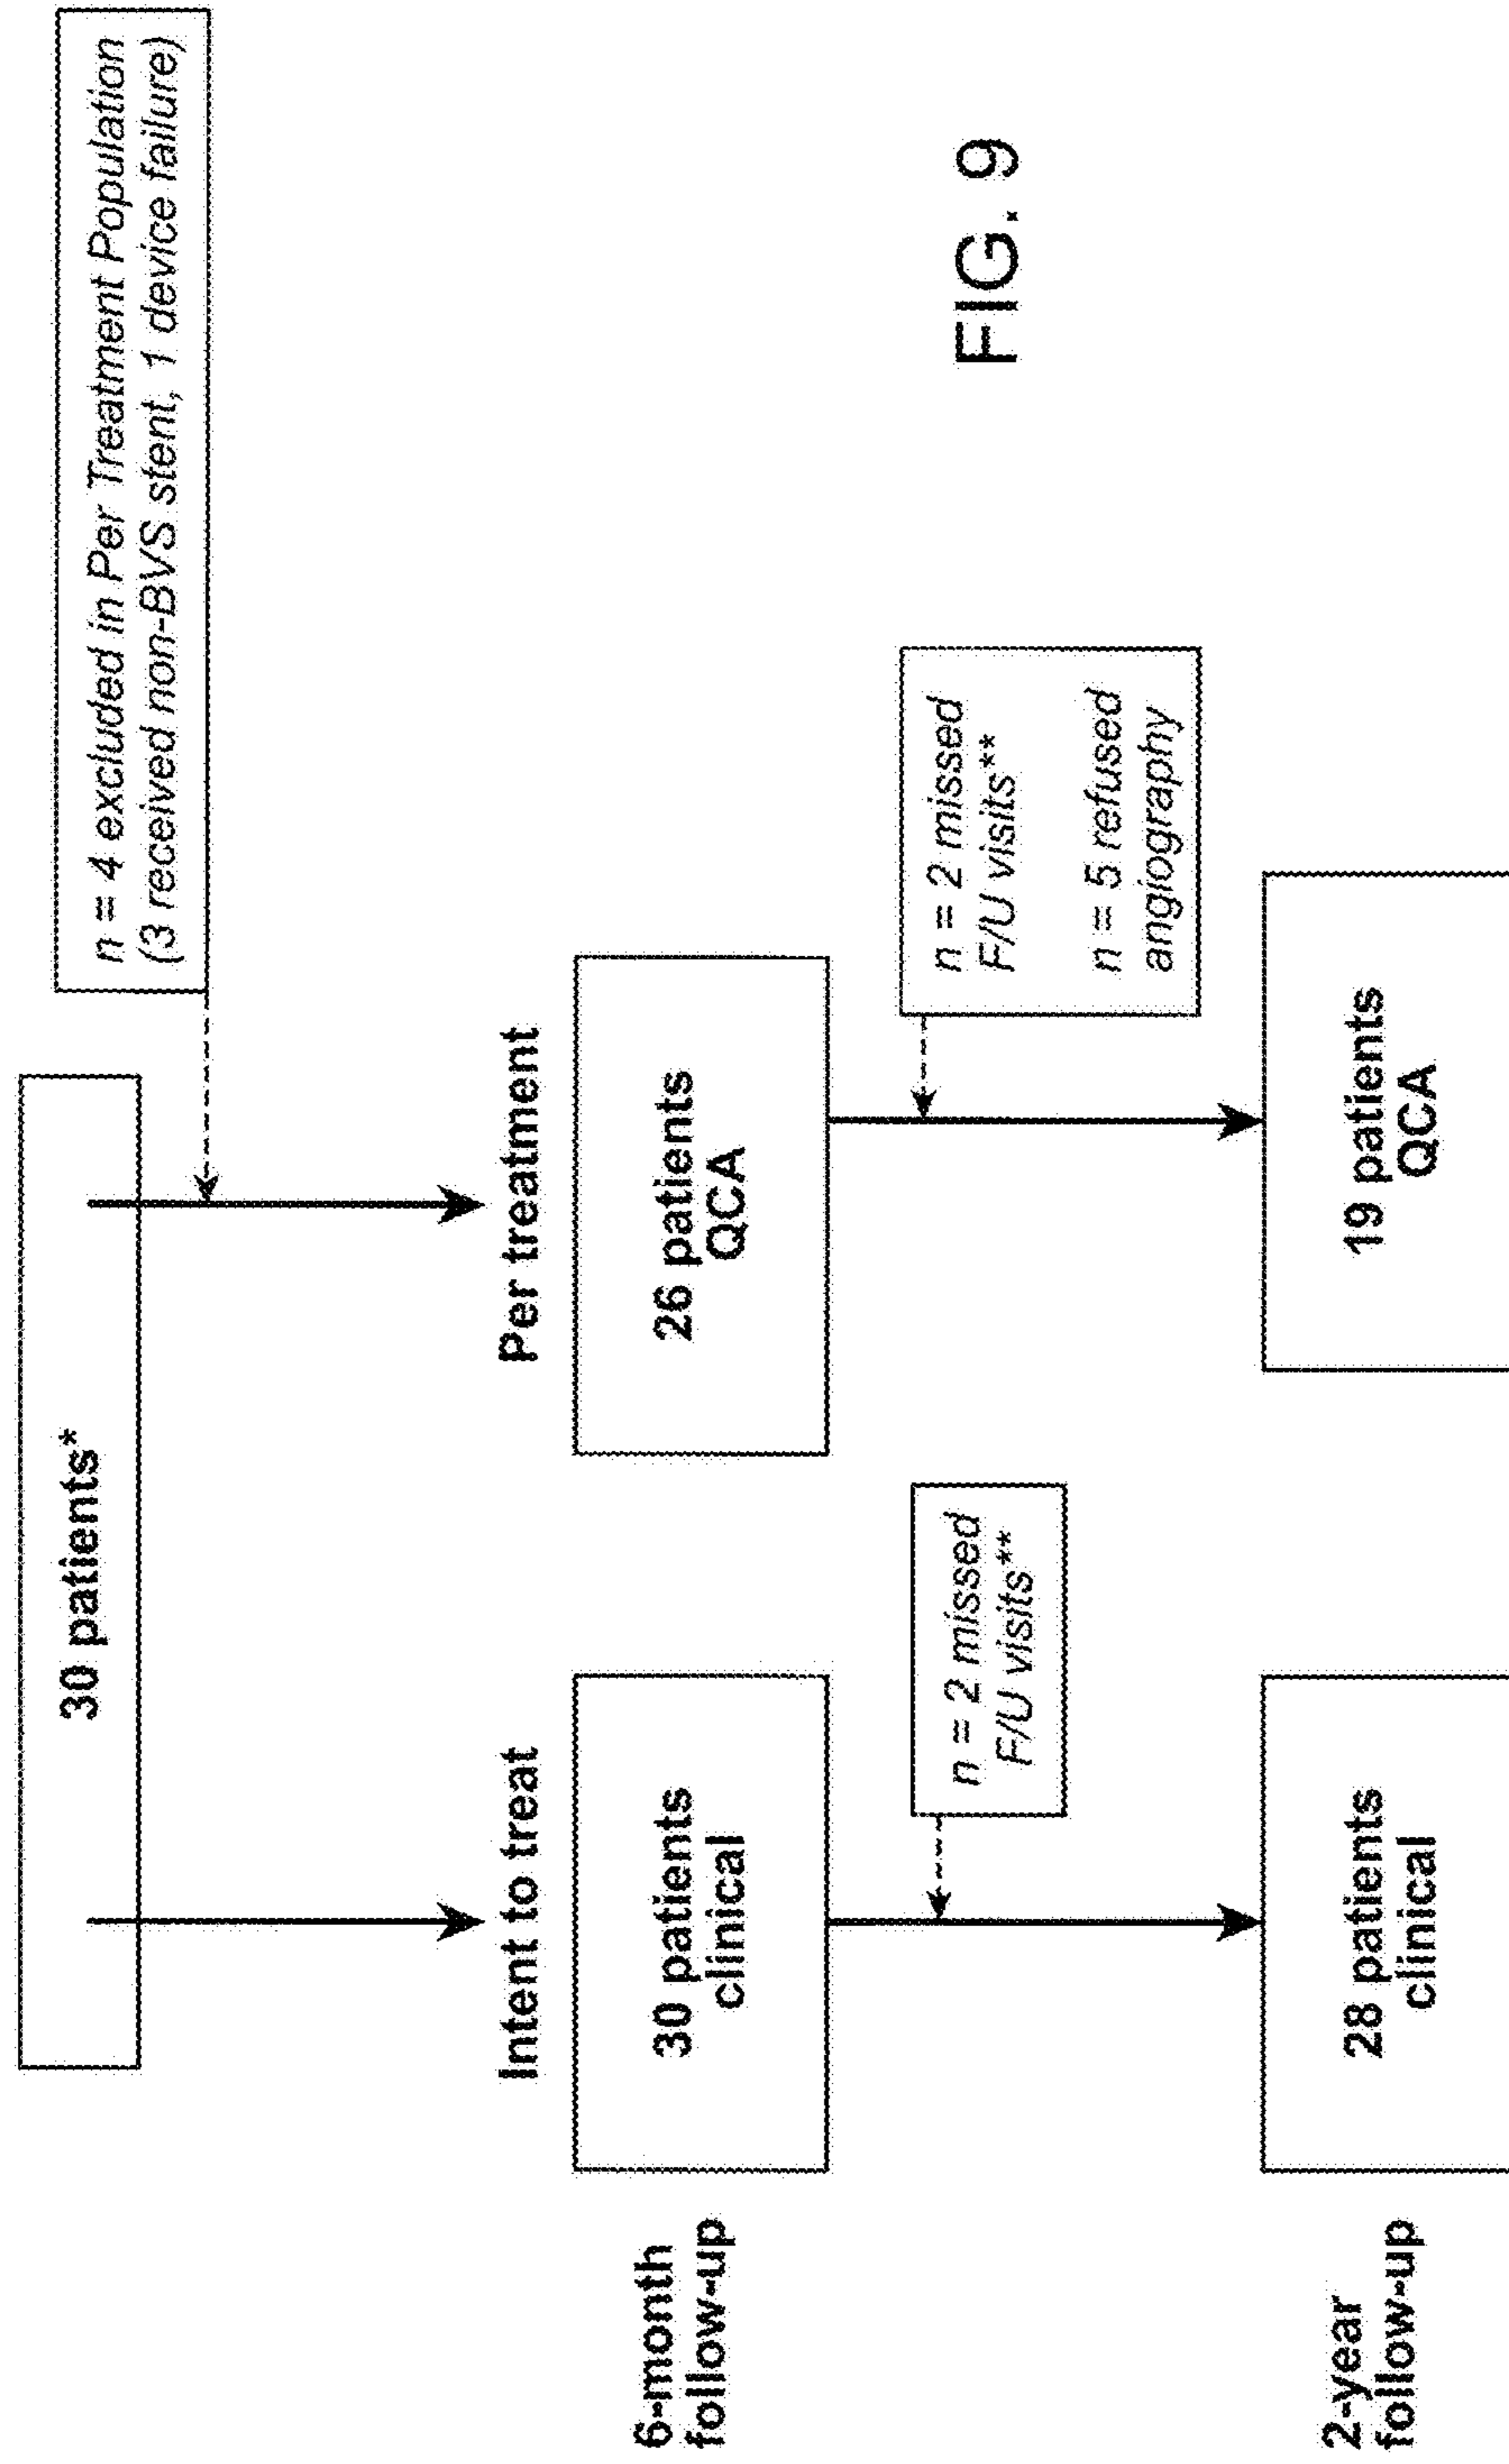 30 patients*
n = 4 excluded in Per Treatment Population
(3 received non-BVS stent, 1 device failure)
Intent to treat
Per treatment
6-month
follow-up
30 patients
clinical
26 patients
QCA
n = 2 missed
F/U visits**
n = 2 missed
F/U visits**
n = 5 refused
angiography
2-year
follow-up
28 patients
clinical
19 patients
QCA
FIG. 9